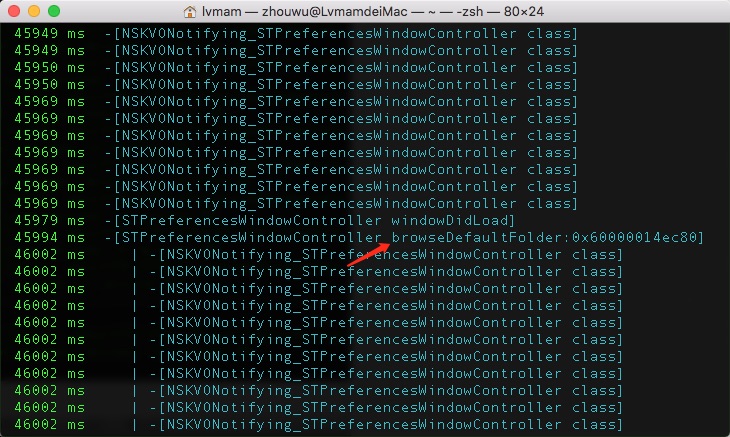 lvmam — zhouwu@LvmamdeiMac — ~ — -zsh — 80×24
45949 ms  -[NSKVONotifying_STPreferencesWindowController class]
45949 ms  -[NSKVONotifying_STPreferencesWindowController class]
45950 ms  -[NSKVONotifying_STPreferencesWindowController class]
45950 ms  -[NSKVONotifying_STPreferencesWindowController class]
45969 ms  -[NSKVONotifying_STPreferencesWindowController class]
45969 ms  -[NSKVONotifying_STPreferencesWindowController class]
45969 ms  -[NSKVONotifying_STPreferencesWindowController class]
45969 ms  -[NSKVONotifying_STPreferencesWindowController class]
45969 ms  -[NSKVONotifying_STPreferencesWindowController class]
45969 ms  -[NSKVONotifying_STPreferencesWindowController class]
45969 ms  -[NSKVONotifying_STPreferencesWindowController class]
45979 ms  -[STPreferencesWindowController windowDidLoad]
45994 ms  -[STPreferencesWindowController browseDefaultFolder:0x60000014ec80]
46002 ms     | -[NSKVONotifying_STPreferencesWindowController class]
46002 ms     | -[NSKVONotifying_STPreferencesWindowController class]
46002 ms     | -[NSKVONotifying_STPreferencesWindowController class]
46002 ms     | -[NSKVONotifying_STPreferencesWindowController class]
46002 ms     | -[NSKVONotifying_STPreferencesWindowController class]
46002 ms     | -[NSKVONotifying_STPreferencesWindowController class]
46002 ms     | -[NSKVONotifying_STPreferencesWindowController class]
46002 ms     | -[NSKVONotifying_STPreferencesWindowController class]
46002 ms     | -[NSKVONotifying_STPreferencesWindowController class]
46002 ms     | -[NSKVONotifying_STPreferencesWindowController class]
46002 ms     | -[NSKVONotifying_STPreferencesWindowController class]